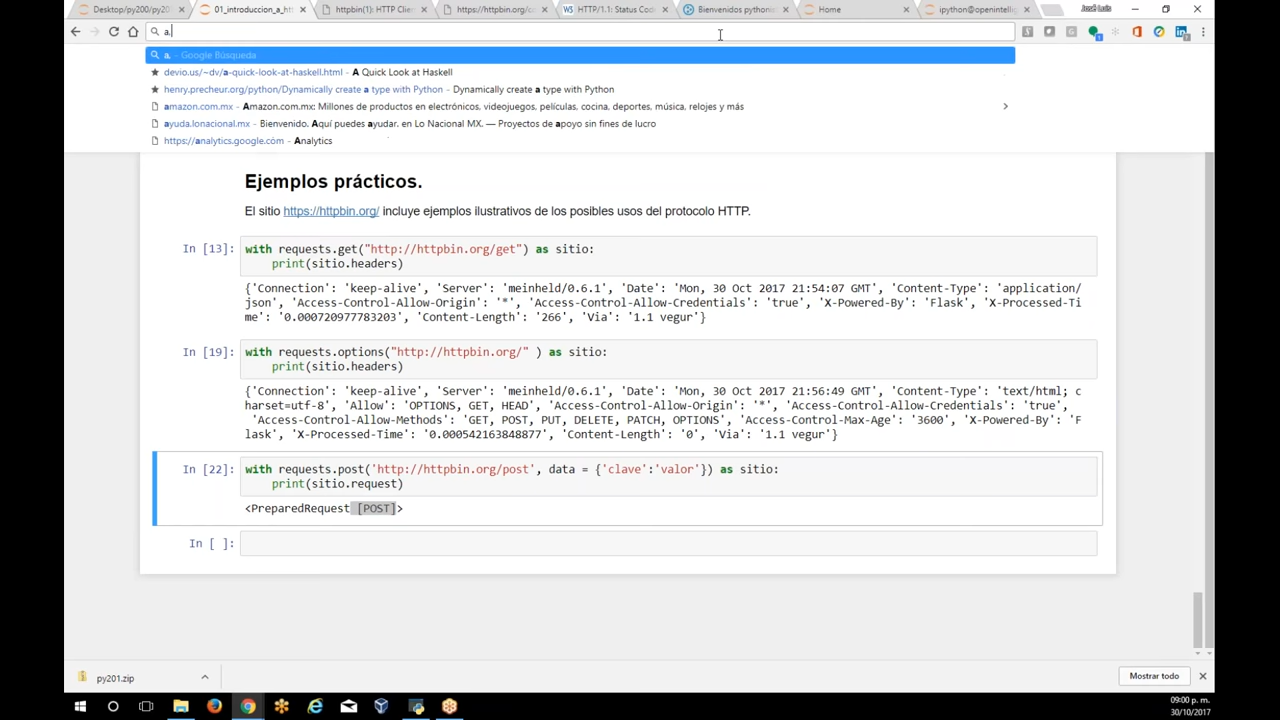 Desktop/py200/py20
01_introduccion_a_ht
httpbin(1): HTTP Clien
https://httpbin.org/co
HTTP/1.1: Status Cod
Bienvenidos pythonis
Home
ipython@openintellig
José Luis
a.
a. - Google Búsqueda
devio.us/~dv/a-quick-look-at-haskell.html - A Quick Look at Haskell
henry.precheur.org/python/Dynamically create a type with Python - Dynamically create a type with Python
amazon.com.mx - Amazon.com.mx: Millones de productos en electrónicos, videojuegos, películas, cocina, deportes, música, relojes y más
ayuda.lonacional.mx - Bienvenido. Aquí puedes ayudar. en Lo Nacional MX. — Proyectos de apoyo sin fines de lucro
https://analytics.google.com - Analytics
Ejemplos prácticos.
El sitio https://httpbin.org/ incluye ejemplos ilustrativos de los posibles usos del protocolo HTTP.
In [13]: with requests.get("http://httpbin.org/get") as sitio:
print(sitio.headers)
{'Connection': 'keep-alive', 'Server': 'meinheld/0.6.1', 'Date': 'Mon, 30 Oct 2017 21:54:07 GMT', 'Content-Type': 'application/
json', 'Access-Control-Allow-Origin': '*', 'Access-Control-Allow-Credentials': 'true', 'X-Powered-By': 'Flask', 'X-Processed-Ti
me': '0.000720977783203', 'Content-Length': '266', 'Via': '1.1 vegur'}
In [19]: with requests.options("http://httpbin.org/" ) as sitio:
print(sitio.headers)
{'Connection': 'keep-alive', 'Server': 'meinheld/0.6.1', 'Date': 'Mon, 30 Oct 2017 21:56:49 GMT', 'Content-Type': 'text/html; c
harset=utf-8', 'Allow': 'OPTIONS, GET, HEAD', 'Access-Control-Allow-Origin': '*', 'Access-Control-Allow-Credentials': 'true',
'Access-Control-Allow-Methods': 'GET, POST, PUT, DELETE, PATCH, OPTIONS', 'Access-Control-Max-Age': '3600', 'X-Powered-By': 'F
lask', 'X-Processed-Time': '0.000542163848877', 'Content-Length': '0', 'Via': '1.1 vegur'}
In [22]: with requests.post('http://httpbin.org/post', data = {'clave':'valor'}) as sitio:
print(sitio.request)
<PreparedRequest [POST]>
In [ ]:
py201.zip
Mostrar todo
09:00 p. m.
30/10/2017